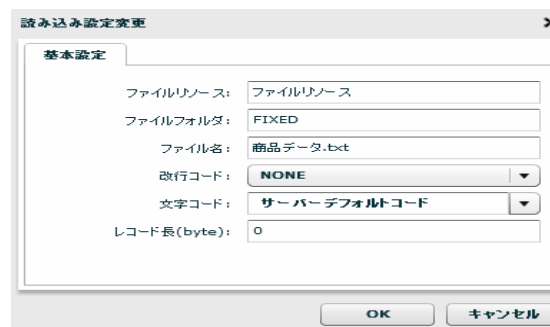 読み込み設定変更
基本設定
ファイルリソース: ファイルリソース
ファイルフォルダ: FIXED
ファイル名: 商品データ.txt
改行コード: NONE
文字コード: サーバーデフォルトコード
レコード長(byte): 0
OK キャンセル